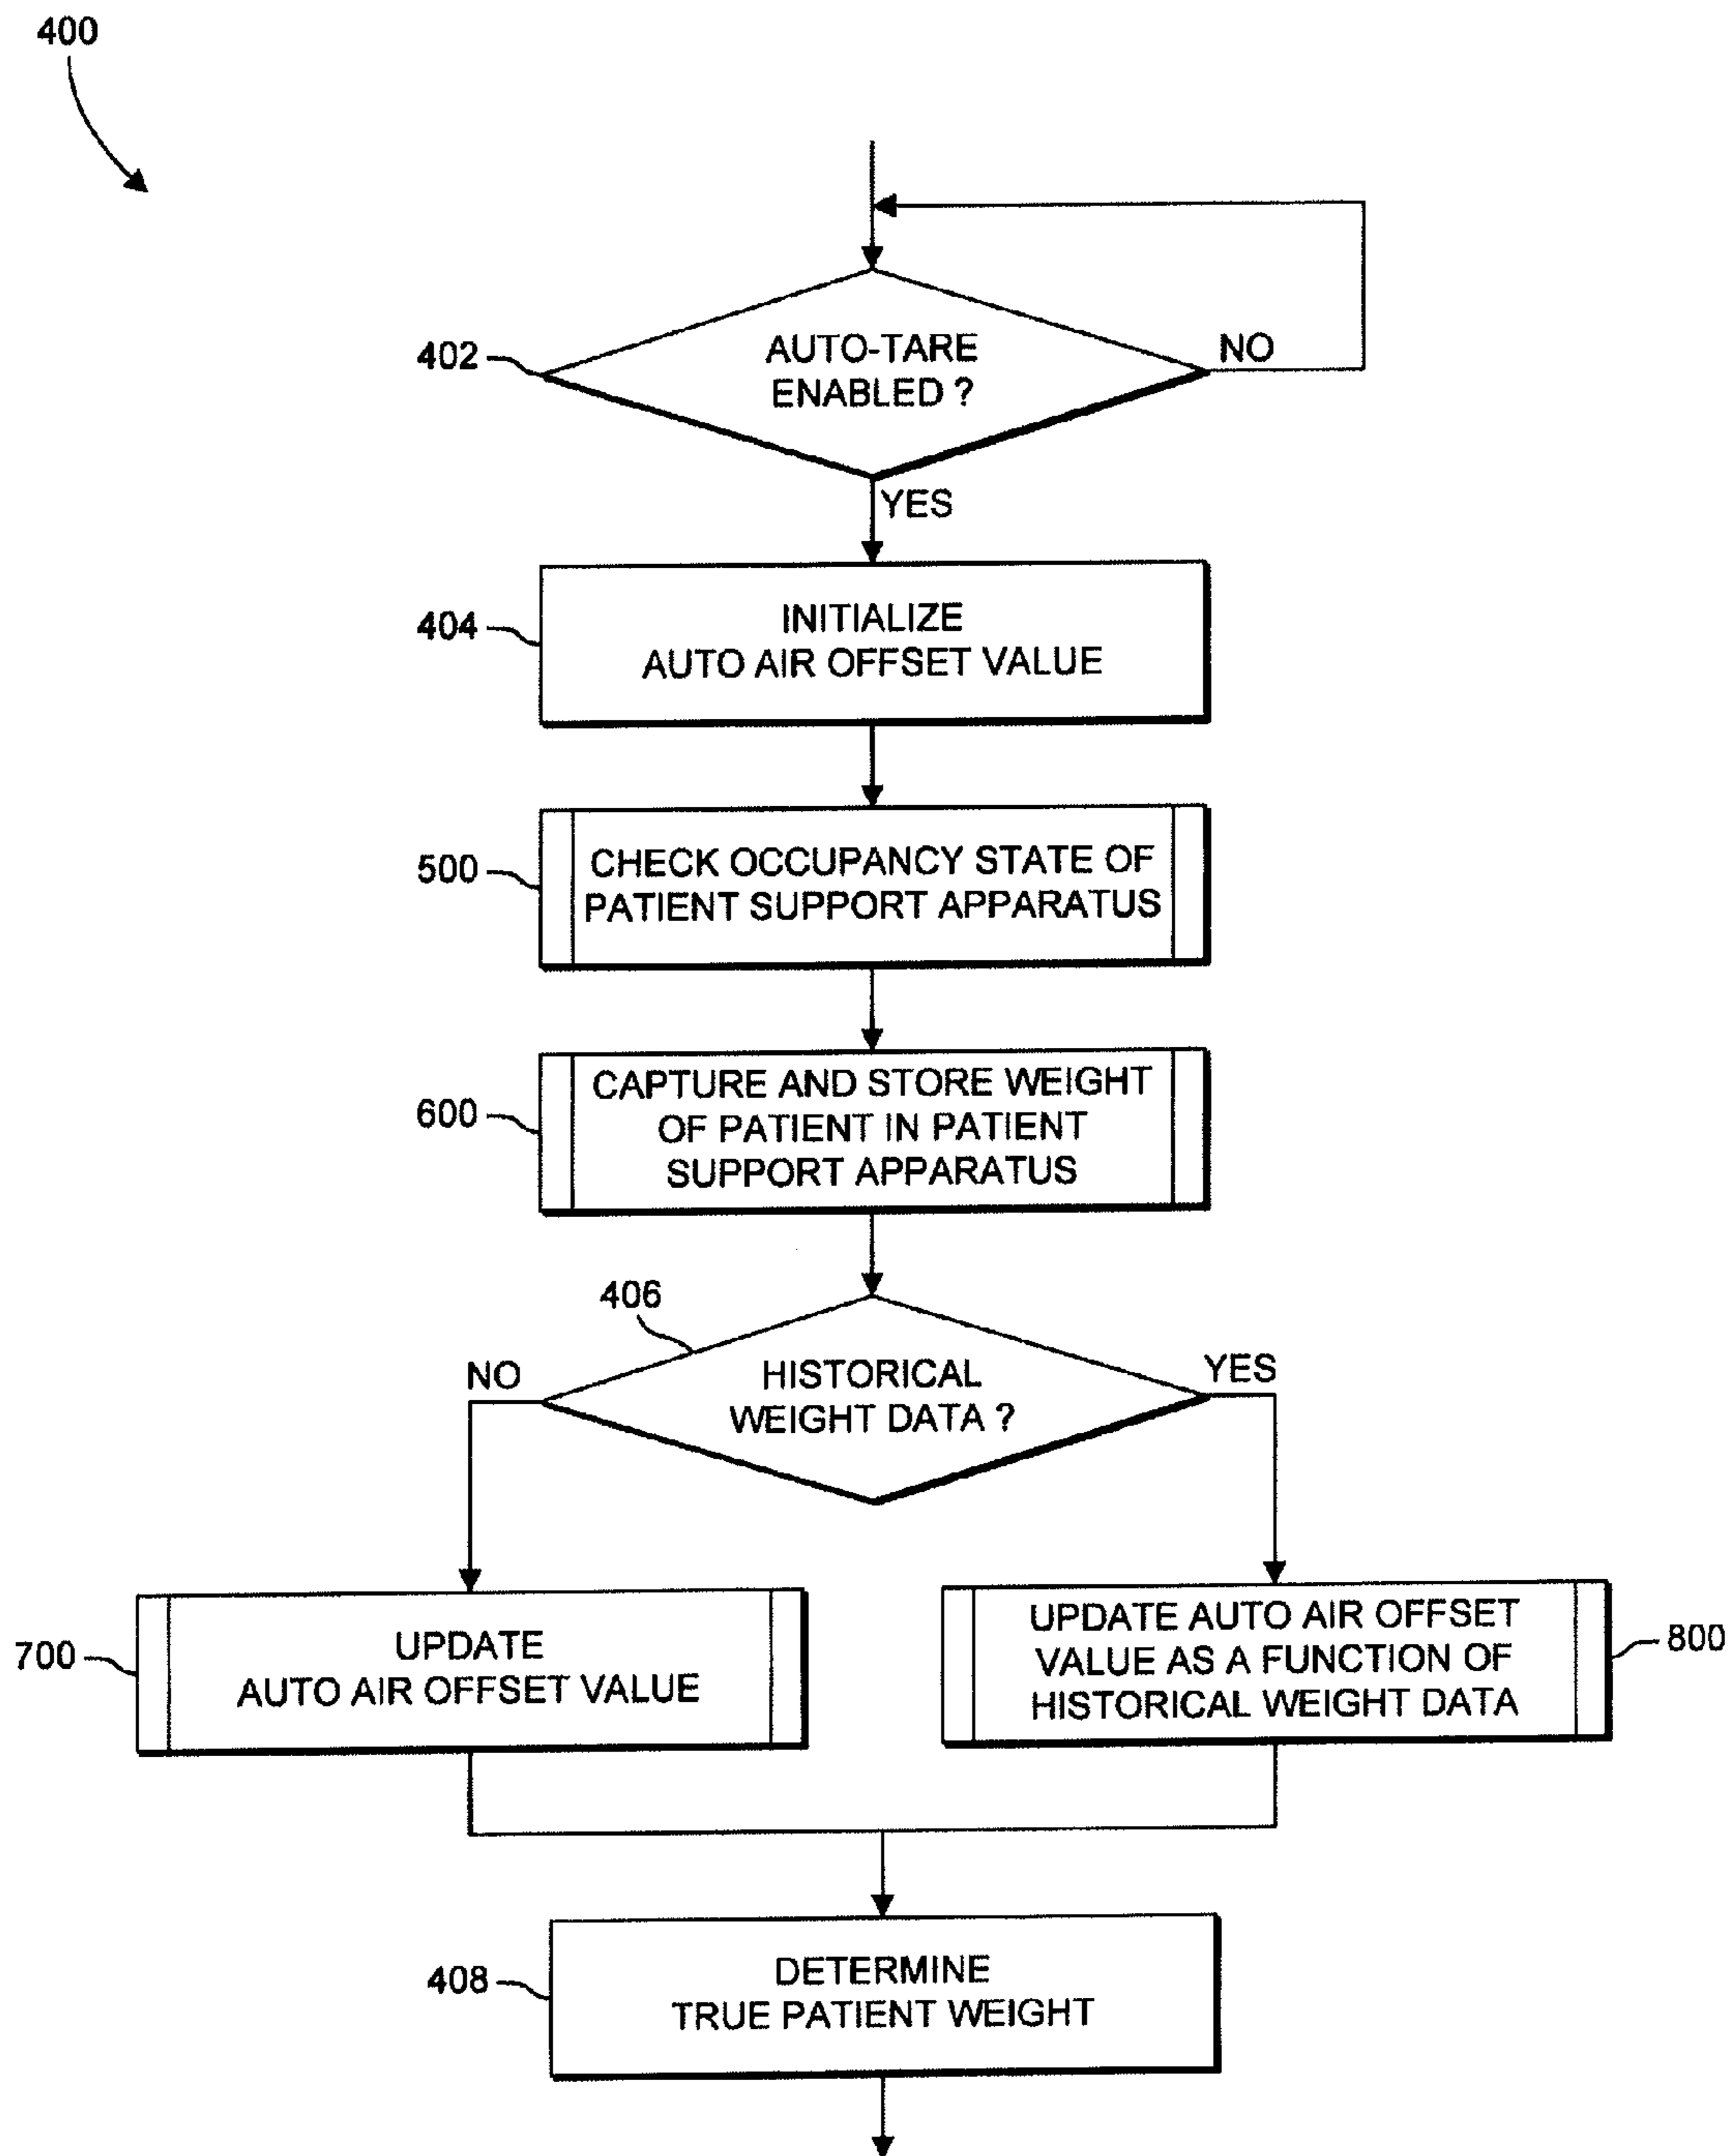 400
402
AUTO-TARE
ENABLED ?
NO
YES
404
INITIALIZE
AUTO AIR OFFSET VALUE
500
CHECK OCCUPANCY STATE OF
PATIENT SUPPORT APPARATUS
600
CAPTURE AND STORE WEIGHT
OF PATIENT IN PATIENT
SUPPORT APPARATUS
406
NO
HISTORICAL
WEIGHT DATA ?
YES
700
UPDATE
AUTO AIR OFFSET VALUE
UPDATE AUTO AIR OFFSET
VALUE AS A FUNCTION OF
HISTORICAL WEIGHT DATA
800
408
DETERMINE
TRUE PATIENT WEIGHT